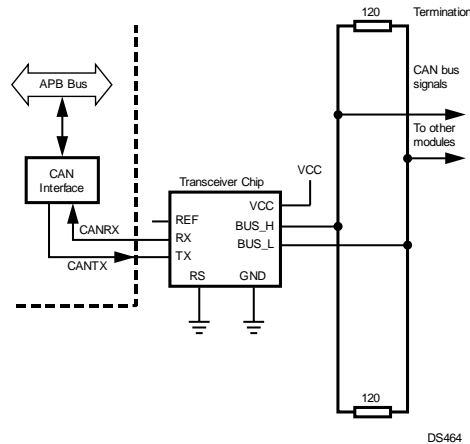 120
Termination
APB Bus
CAN bus
signals
To other
modules
CAN
Interface
Transceiver Chip
VCC
VCC
REF
BUS_H
CANRX
RX
BUS_L
TX
CANTX
RS
GND
120
DS464